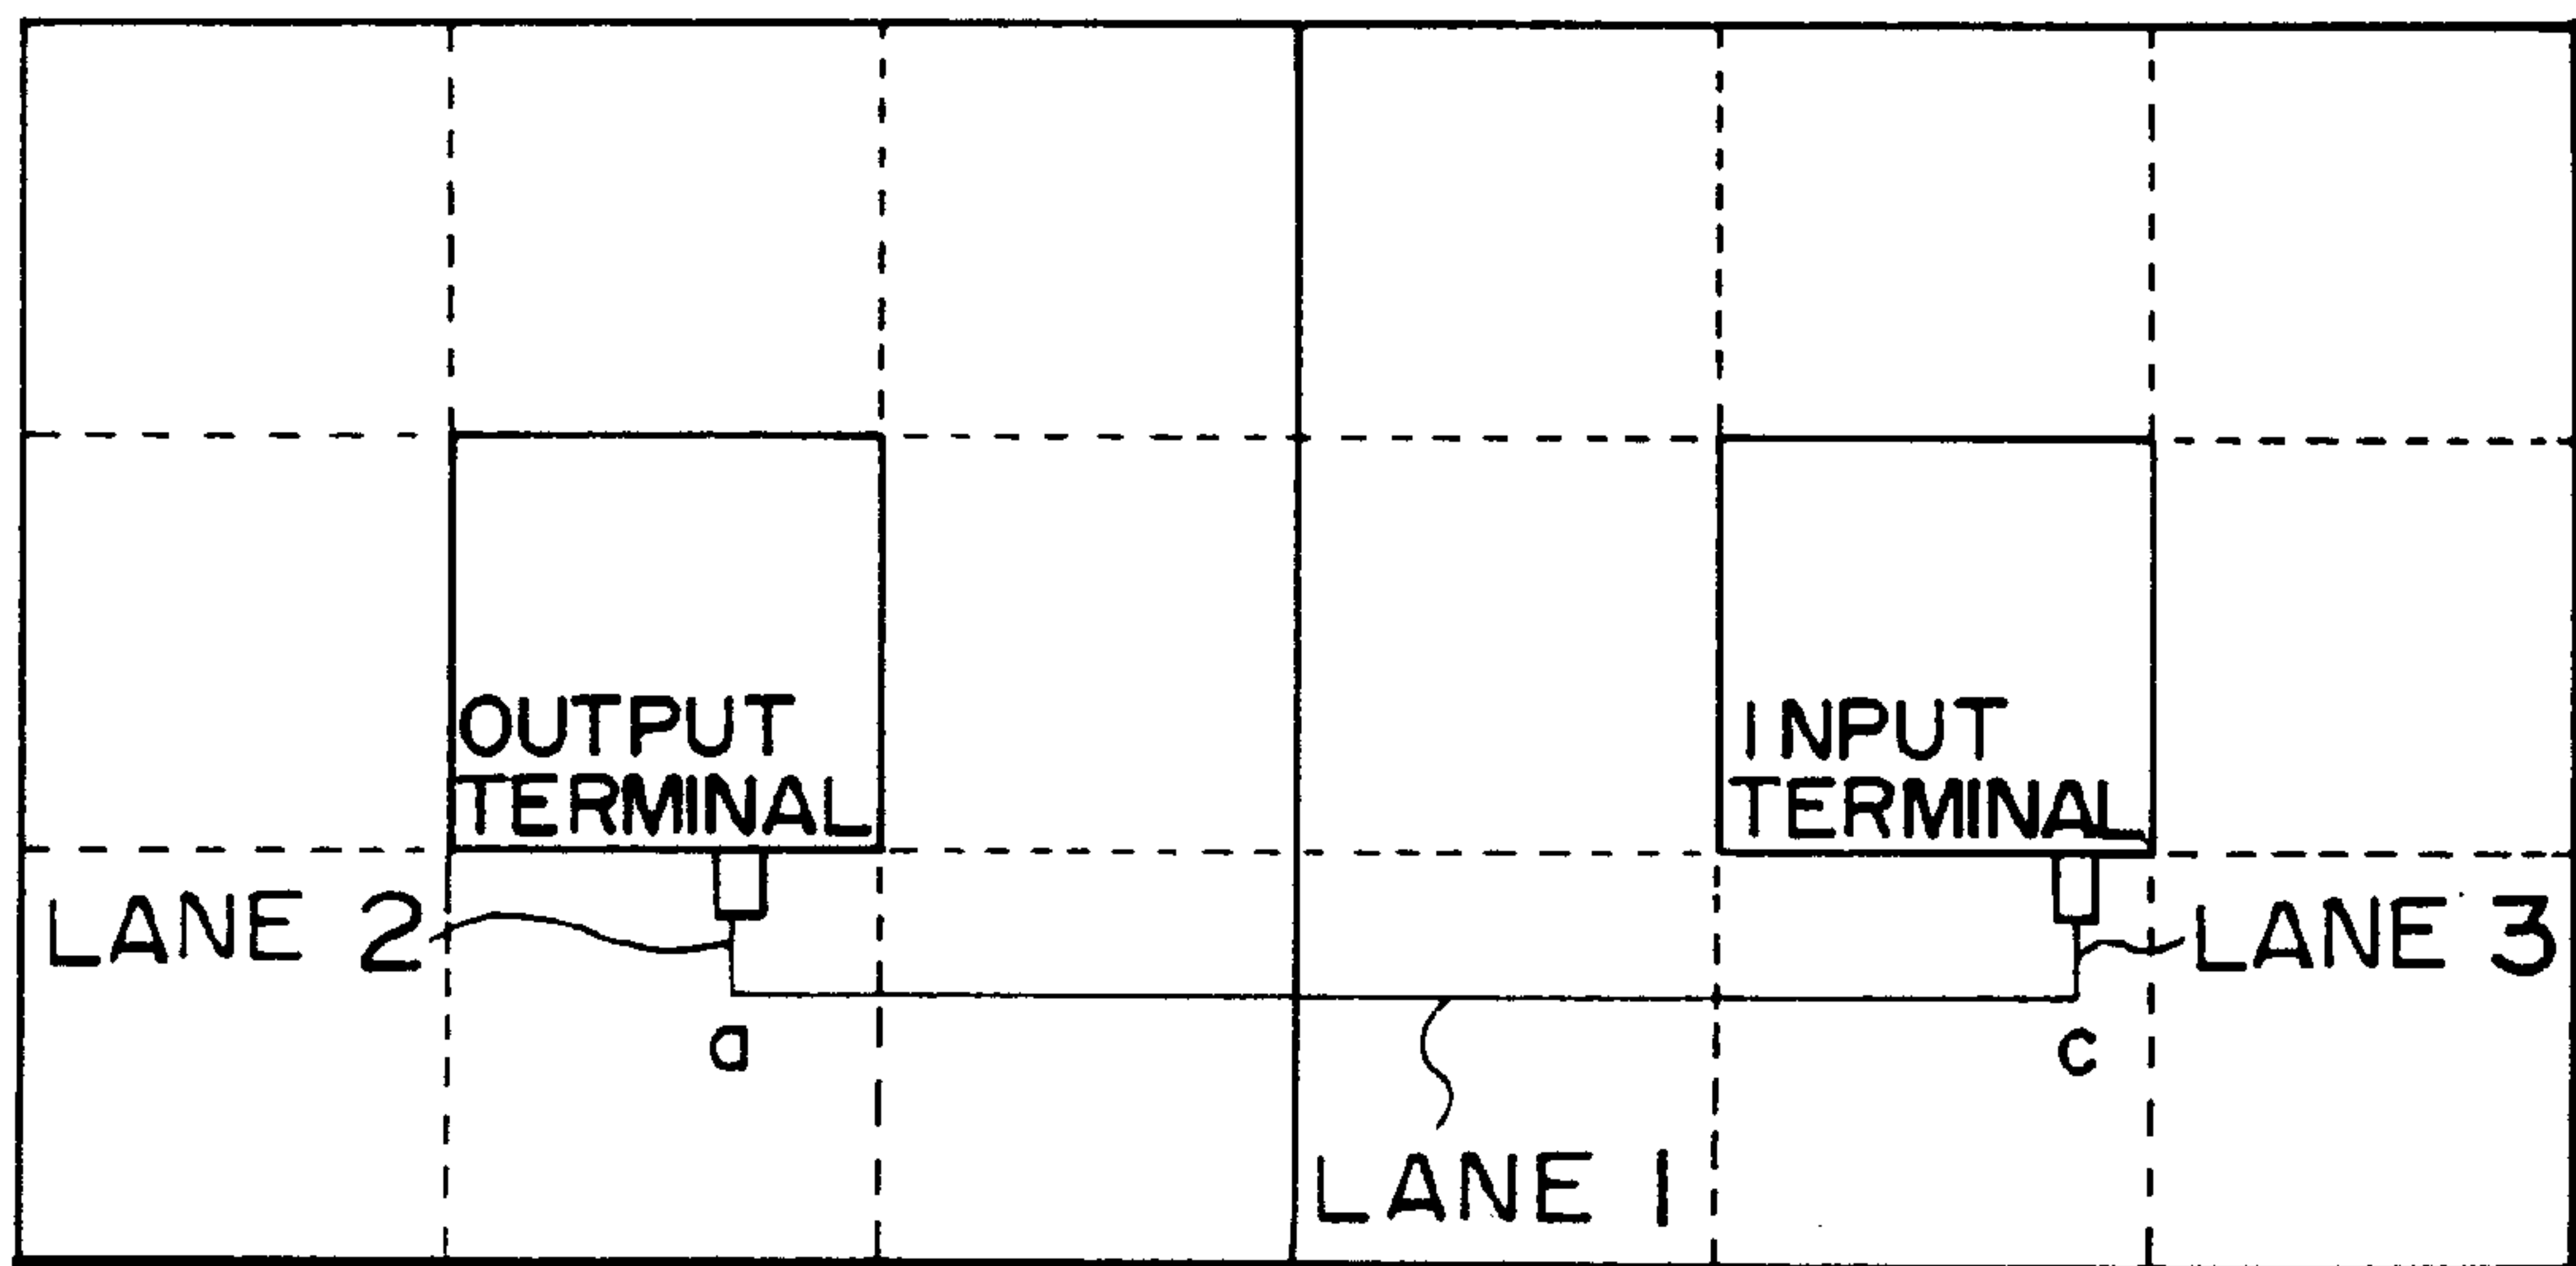 OUTPUT
TERMINAL
INPUT
TERMINAL
LANE 2
LANE 3
a
c
LANE 1